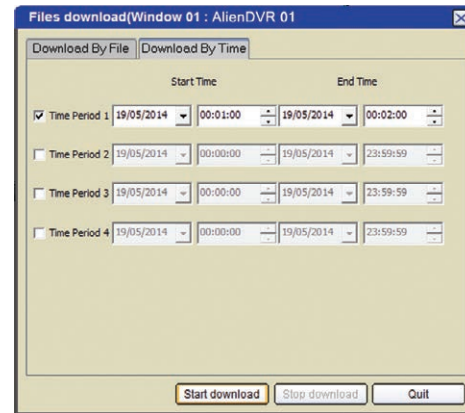 Files download(Window 01 : AlienDVR 01
Download By File Download By Time
Start Time End Time
Time Period 1 19/05/2014 00:01:00 19/05/2014 00:02:00
Time Period 2 19/05/2014 00:00:00 19/05/2014 23:59:59
Time Period 3 19/05/2014 00:00:00 19/05/2014 23:59:59
Time Period 4 19/05/2014 00:00:00 19/05/2014 23:59:59
Start download Stop download Quit